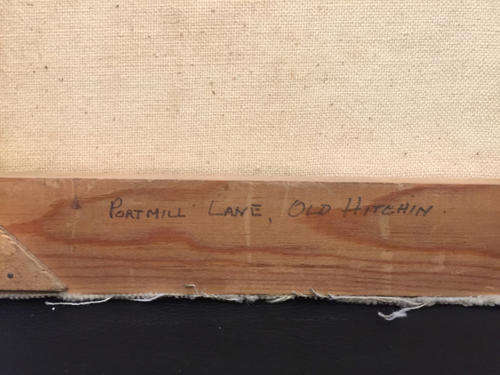 PORTMILL LANE, OLD HITCHIN.